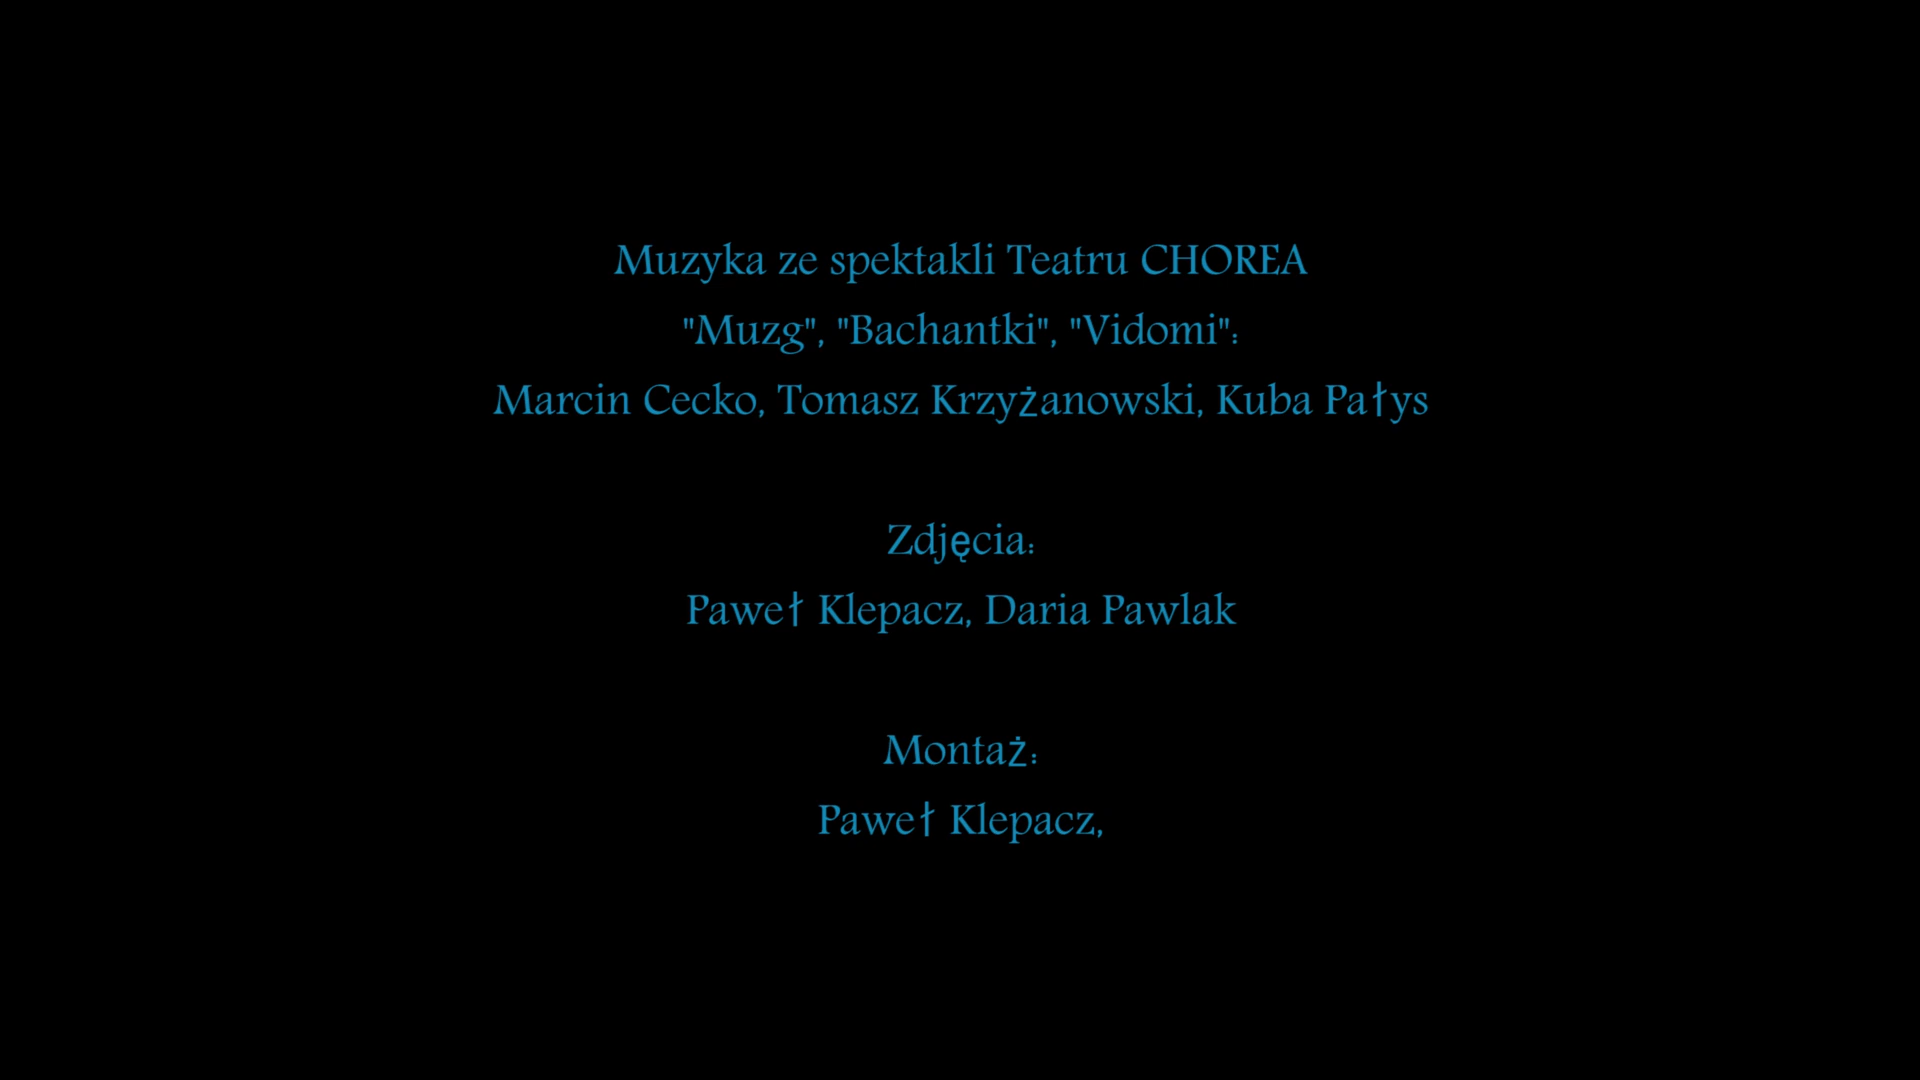 Muzyka ze spektakli Teatru CHOREA
"Muzg", "Bachantki", "Vidomi":
Marcin Cecko, Tomasz Krzyżanowski, Kuba Pałys
Zdjęcia:
Paweł Klepacz, Daria Pawlak
Montaż:
Paweł Klepacz,